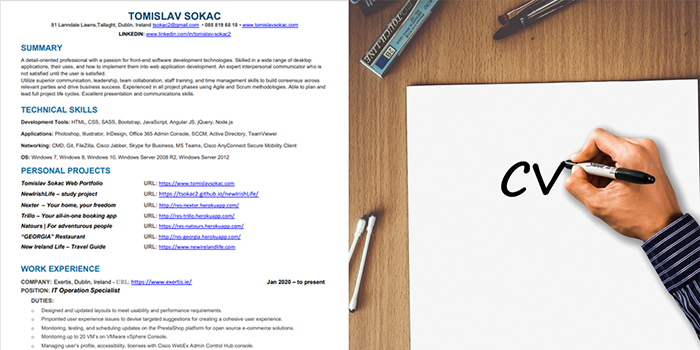 TOMISLAV SOKAC
81 Lanndale Lawns,Tallaght, Dublin, Ireland tsokac2@gmail.com • 085 819 68 18 • www.tomislavsokac.com
LINKEDIN: www.linkedin.com/in/tomislav-sokac2
SUMMARY
A detail-oriented professional with a passion for front-end software development technologies. Skilled in a wide range of desktop
applications, their uses, and how to implement them into web application development. An expert interpersonal communicator who is
not satisfied until the user is satisfied.
Utilize superior communication, leadership, team collaboration, staff training, and time management skills to build consensus across
relevant parties and drive business success. Experienced in all project phases using Agile and Scrum methodologies. Able to plan and
lead full project life cycles. Excellent presentation and communications skills.
TECHNICAL SKILLS
Development Tools: HTML, CSS, SASS, Bootstrap, JavaScript, Angular JS, jQuery, Node.js
Applications: Photoshop, Illustrator, InDesign, Office 365 Admin Console, SCCM, Active Directory, TeamViewer
Networking: CMD, Git, FileZilla, Cisco Jabber, Skype for Business, MS Teams, Cisco AnyConnect Secure Mobility Client
OS: Windows 7, Windows 8, Windows 10, Windows Server 2008 R2, Windows Server 2012
PERSONAL PROJECTS
Tomislav Sokac Web Portfolio URL: https://www.tomislavsokac.com
NewIrishLife – study project URL: https://tsokac2.github.io/newIrishLife/
Nexter – Your home, your freedom URL: http://res-nexter.herokuapp.com/
Trillo – Your all-in-one booking app URL: http://res-trillo.herokuapp.com/
Natours | For adventurous people URL: https://res-natours.herokuapp.com/
"GEORGIA" Restaurant URL: http://res-georgia.herokuapp.com/
New Ireland Life – Travel Guide URL: https://www.newirelandlife.com
WORK EXPERIENCE
COMPANY: Exertis, Dublin, Ireland - URL: https://www.exertis.ie/ Jan 2020 – to present
POSITION: IT Operation Specialist
DUTIES:
o Designed and updated layouts to meet usability and performance requirements.
o Pinpointed user experience issues to devise targeted suggestions for creating a cohesive user experience.
o Monitoring, testing, and scheduling updates on the PrestaShop platform for open source e-commerce solutions.
o Monitoring up to 20 VM's on VMware vSphere Console.
o Managing user's profile, accessibility, licenses with Cisco WebEx Admin Control Hub console.
CV